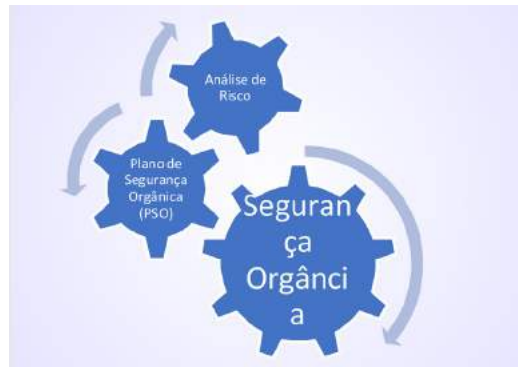 Análise de
Risco
Plano de
Segurança
Orgânica
(PSO)
Seguran
ça
Orgânci
a